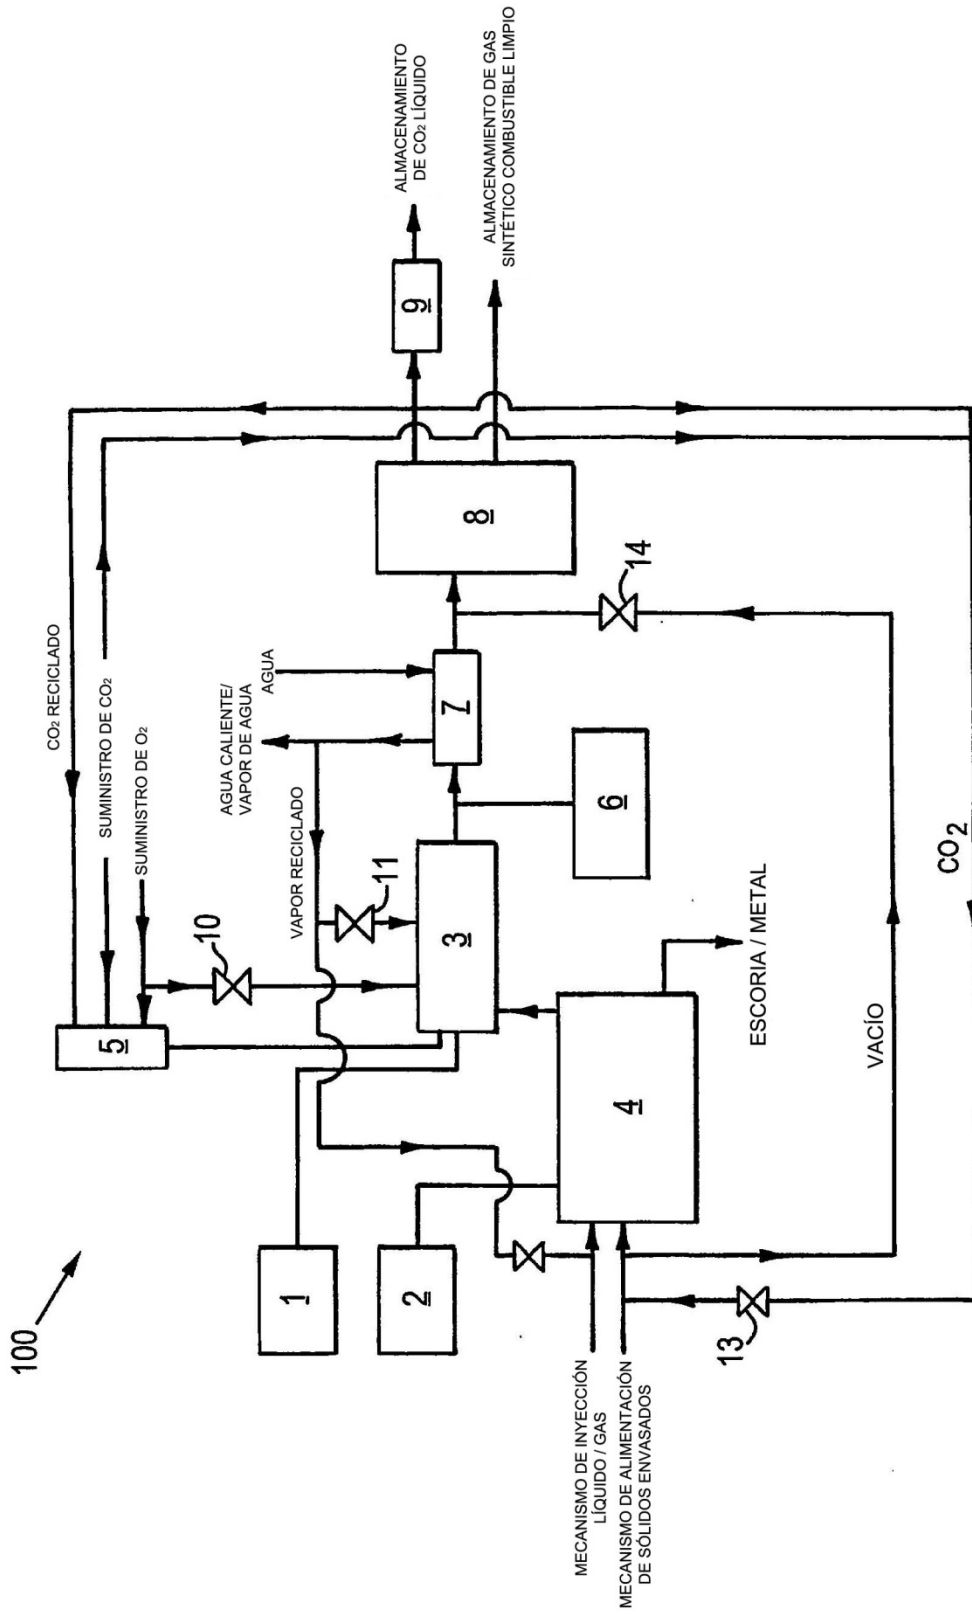 100
CO₂ RECICLADO
SUMINISTRO DE CO₂
SUMINISTRO DE O₂
5
10
AGUA CALIENTE/
VAPOR DE AGUA
AGUA
VAPOR RECICLADO
11
1
2
3
4
6
7
8
9
ALMACENAMIENTO
DE CO₂ LÍQUIDO
ALMACENAMIENTO DE GAS
SINTÉTICO COMBUSTIBLE LIMPIO
14
ESCORIA / METAL
VACÍO
CO₂
13
MECANISMO DE INYECCIÓN
LÍQUIDO / GAS
MECANISMO DE ALIMENTACIÓN
DE SÓLIDOS ENVASADOS